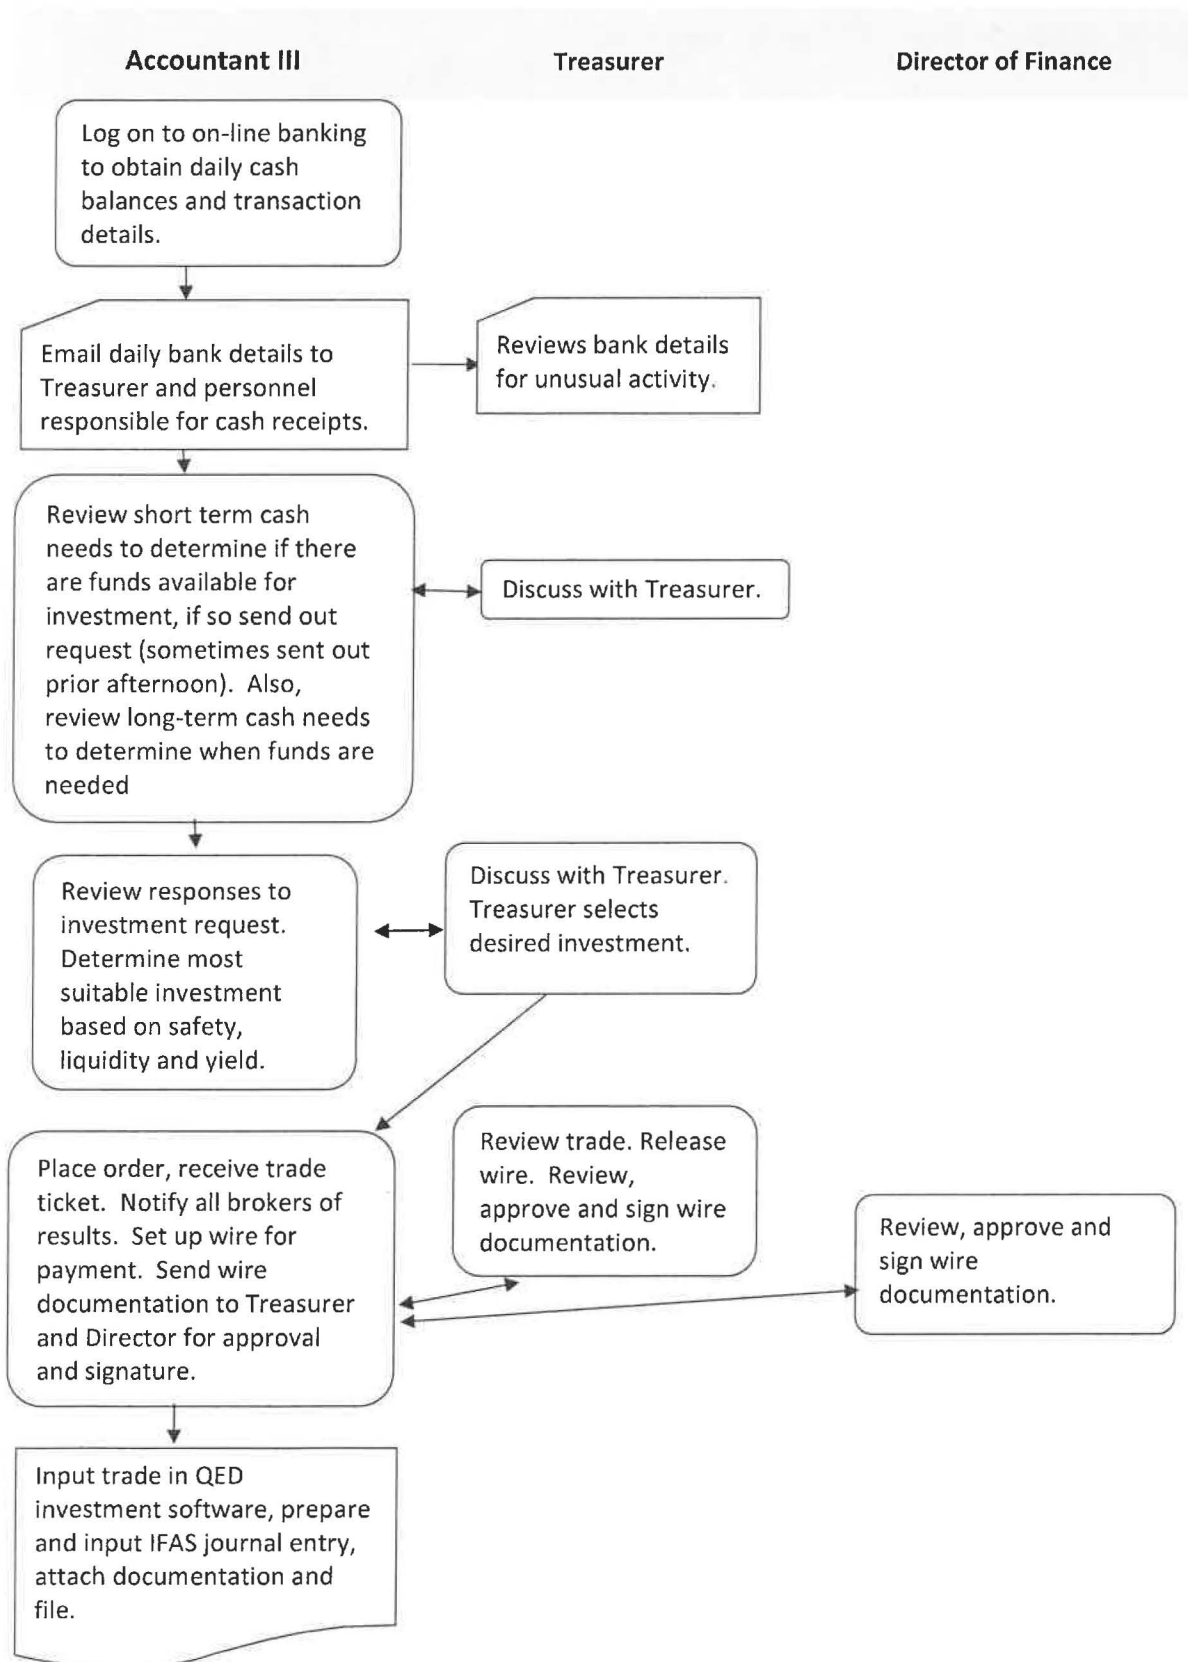 Accountant III
Treasurer
Director of Finance
Log on to on-line banking
to obtain daily cash
balances and transaction
details.
Email daily bank details to
Treasurer and personnel
responsible for cash receipts.
Reviews bank details
for unusual activity.
Review short term cash
needs to determine if there
are funds available for
investment, if so send out
request (sometimes sent out
prior afternoon).  Also,
review long-term cash needs
to determine when funds are
needed
Discuss with Treasurer.
Review responses to
investment request.
Determine most
suitable investment
based on safety,
liquidity and yield.
Discuss with Treasurer.
Treasurer selects
desired investment.
Place order, receive trade
ticket.  Notify all brokers of
results.  Set up wire for
payment.  Send wire
documentation to Treasurer
and Director for approval
and signature.
Review trade. Release
wire.  Review,
approve and sign wire
documentation.
Review, approve and
sign wire
documentation.
Input trade in QED
investment software, prepare
and input IFAS journal entry,
attach documentation and
file.